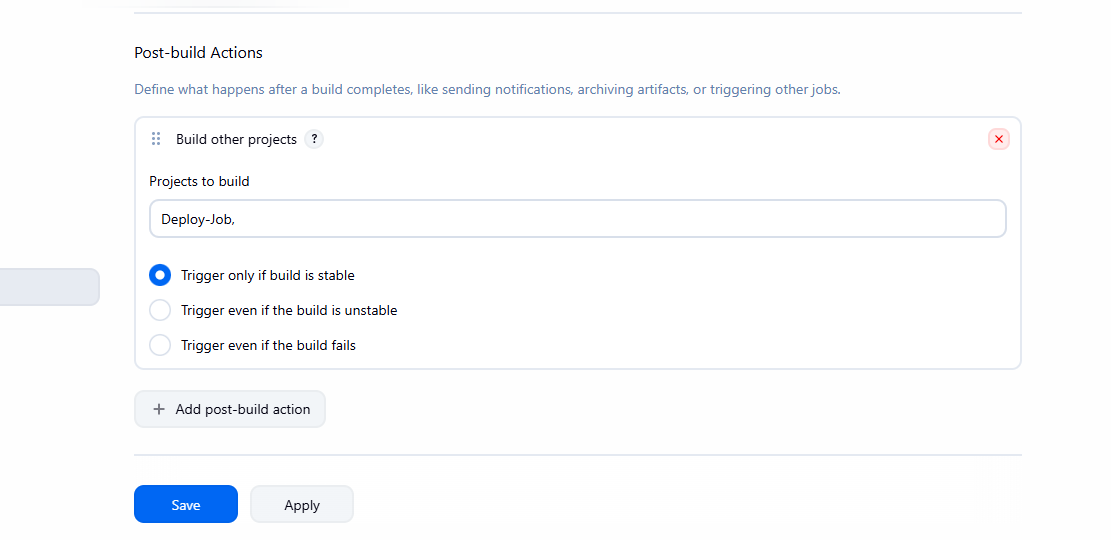 Post-build Actions
Define what happens after a build completes, like sending notifications, archiving artifacts, or triggering other jobs.
Build other projects ?
Projects to build
Deploy-Job,
Trigger only if build is stable
Trigger even if the build is unstable
Trigger even if the build fails
+ Add post-build action
Save Apply